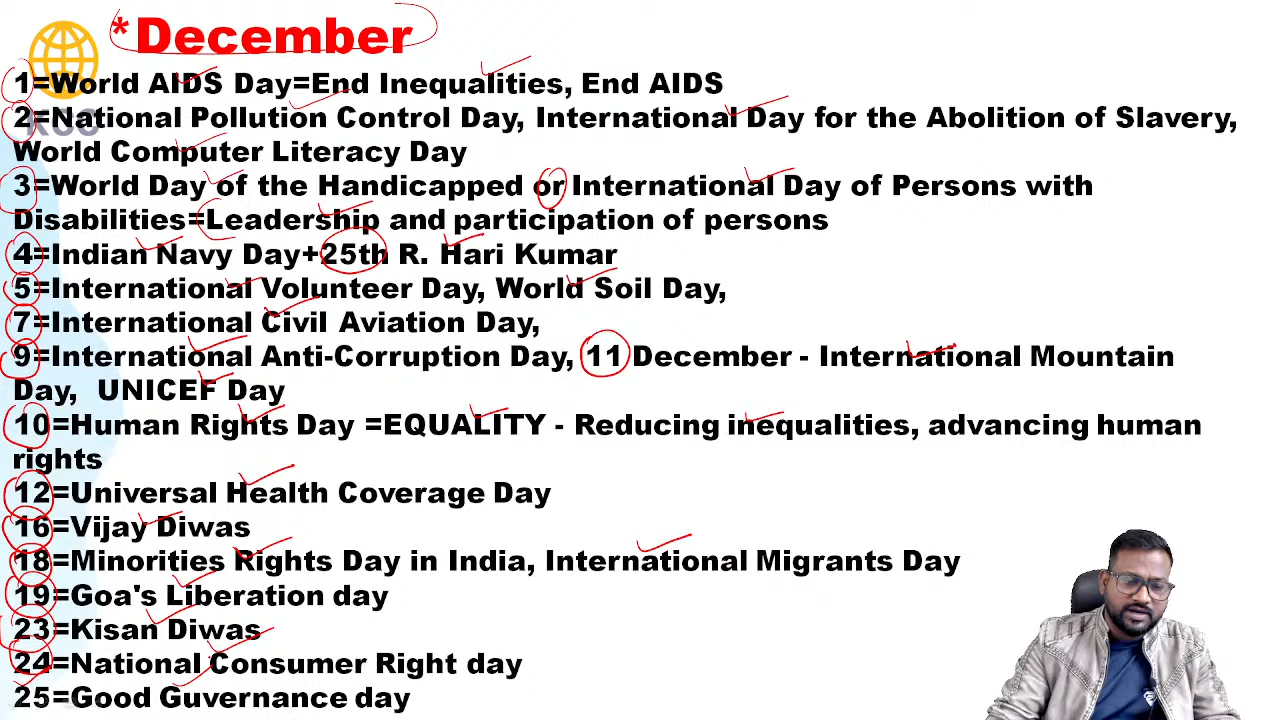 *December
1=World AIDS Day=End Inequalities, End AIDS
2=National Pollution Control Day, International Day for the Abolition of Slavery,
World Computer Literacy Day
3=World Day of the Handicapped or International Day of Persons with
Disabilities=Leadership and participation of persons
4=Indian Navy Day+25th R. Hari Kumar
5=International Volunteer Day, World Soil Day,
7=International Civil Aviation Day,
9=International Anti-Corruption Day, 11 December - International Mountain
Day, UNICEF Day
10=Human Rights Day =EQUALITY - Reducing inequalities, advancing human
rights
12=Universal Health Coverage Day
16=Vijay Diwas
18=Minorities Rights Day in India, International Migrants Day
19=Goa's Liberation day
23=Kisan Diwas
24=National Consumer Right day
25=Good Guvernance day